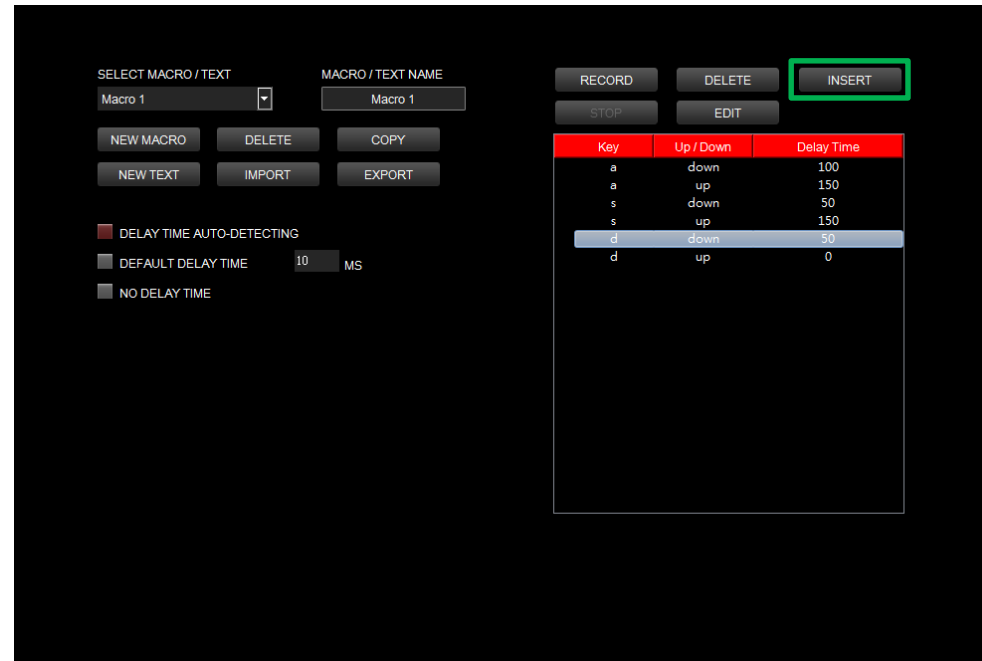 SELECT MACRO / TEXT
MACRO / TEXT NAME
Macro 1
Macro 1
NEW MACRO DELETE COPY
NEW TEXT IMPORT EXPORT
DELAY TIME AUTO-DETECTING
DEFAULT DELAY TIME 10 MS
NO DELAY TIME
RECORD DELETE INSERT
STOP EDIT
Key Up / Down Delay Time
a down 100
a up 150
s down 50
s up 150
d down 50
d up 0